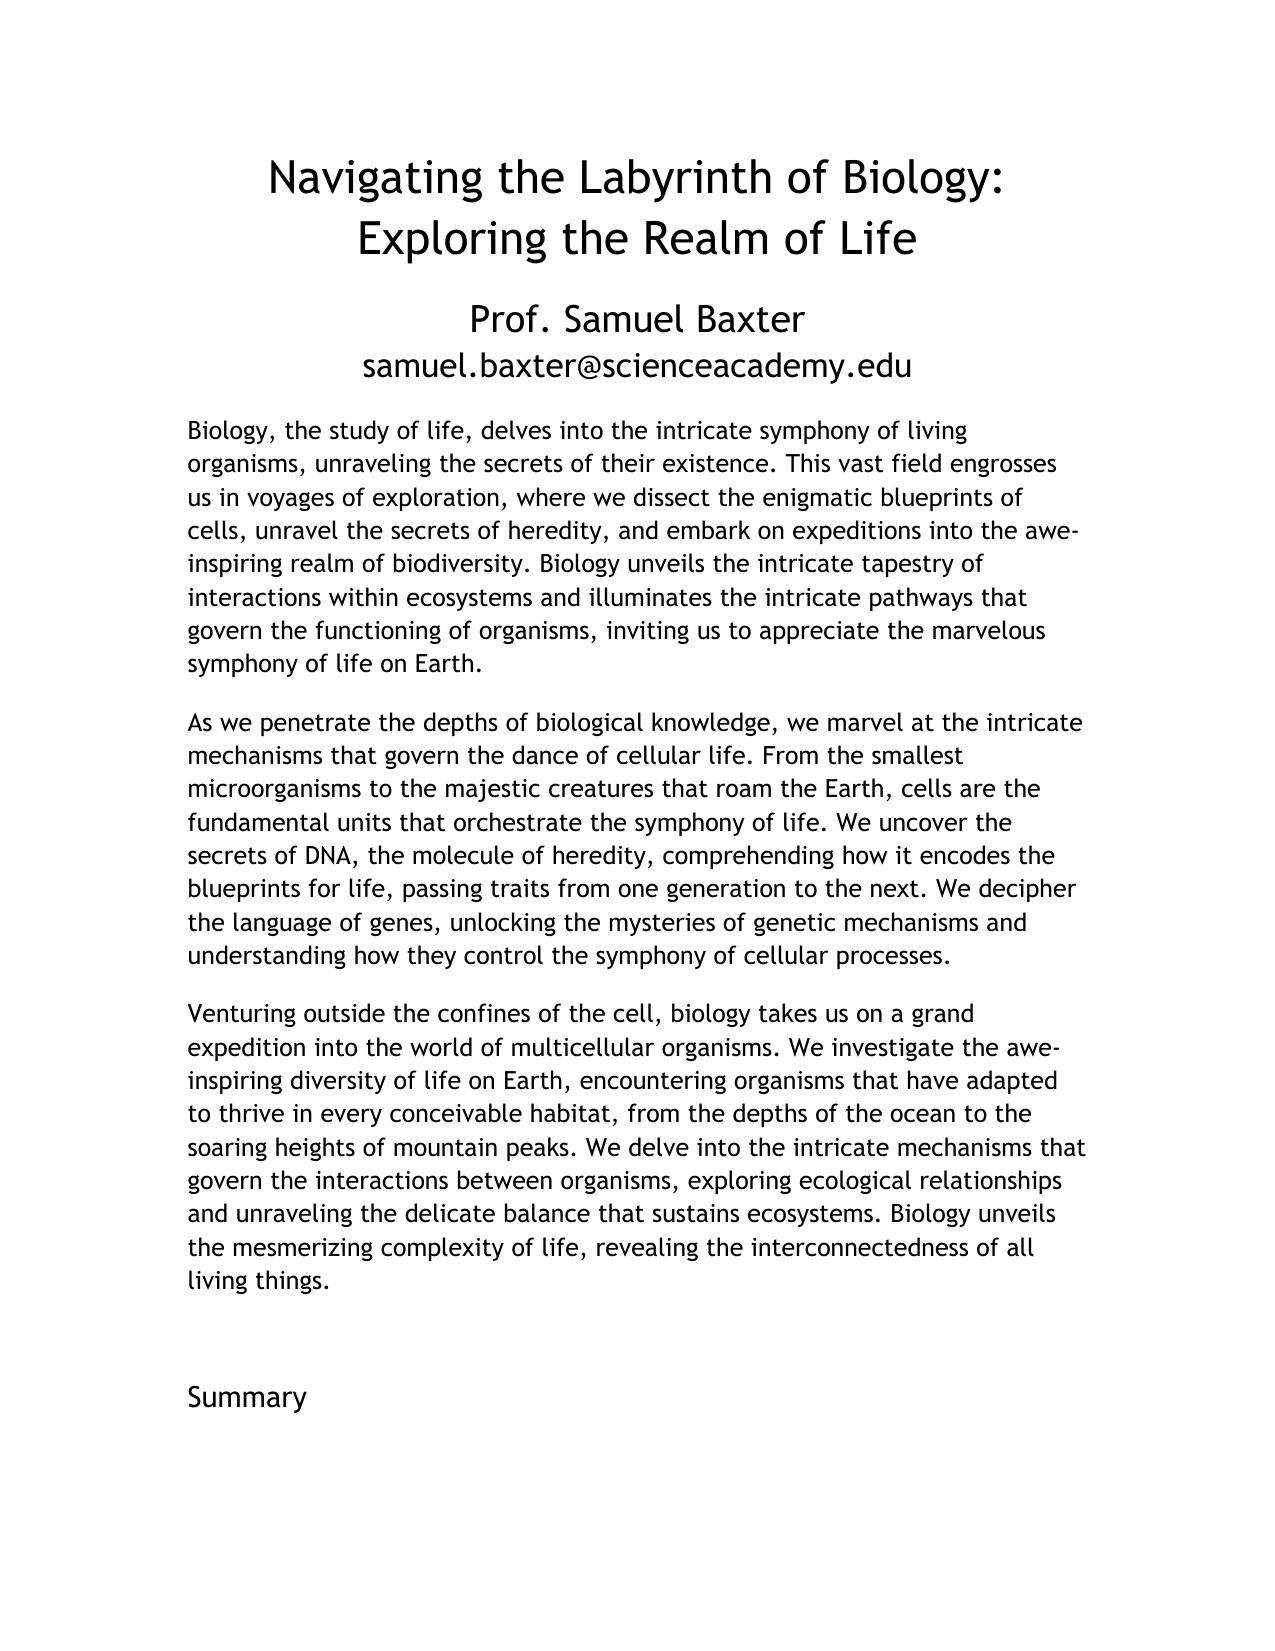 Navigating the Labyrinth of Biology:
Exploring the Realm of Life
Prof. Samuel Baxter
samuel.baxter@scienceacademy.edu
Biology, the study of life, delves into the intricate symphony of living
organisms, unraveling the secrets of their existence. This vast field engrosses
us in voyages of exploration, where we dissect the enigmatic blueprints of
cells, unravel the secrets of heredity, and embark on expeditions into the awe-
inspiring realm of biodiversity. Biology unveils the intricate tapestry of
interactions within ecosystems and illuminates the intricate pathways that
govern the functioning of organisms, inviting us to appreciate the marvelous
symphony of life on Earth.
As we penetrate the depths of biological knowledge, we marvel at the intricate
mechanisms that govern the dance of cellular life. From the smallest
microorganisms to the majestic creatures that roam the Earth, cells are the
fundamental units that orchestrate the symphony of life. We uncover the
secrets of DNA, the molecule of heredity, comprehending how it encodes the
blueprints for life, passing traits from one generation to the next. We decipher
the language of genes, unlocking the mysteries of genetic mechanisms and
understanding how they control the symphony of cellular processes.
Venturing outside the confines of the cell, biology takes us on a grand
expedition into the world of multicellular organisms. We investigate the awe-
inspiring diversity of life on Earth, encountering organisms that have adapted
to thrive in every conceivable habitat, from the depths of the ocean to the
soaring heights of mountain peaks. We delve into the intricate mechanisms that
govern the interactions between organisms, exploring ecological relationships
and unraveling the delicate balance that sustains ecosystems. Biology unveils
the mesmerizing complexity of life, revealing the interconnectedness of all
living things.
Summary